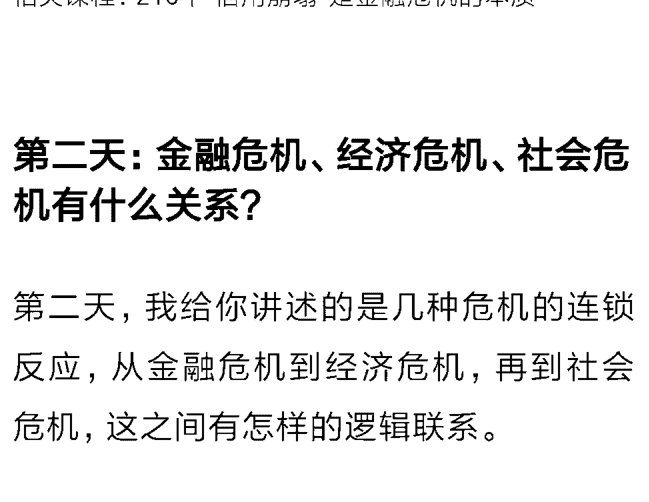 第二天：金融危机、经济危机、社会危
机有什么关系？
第二天，我给你讲述的是几种危机的连锁
反应，从金融危机到经济危机，再到社会
危机，这之间有怎样的逻辑联系。